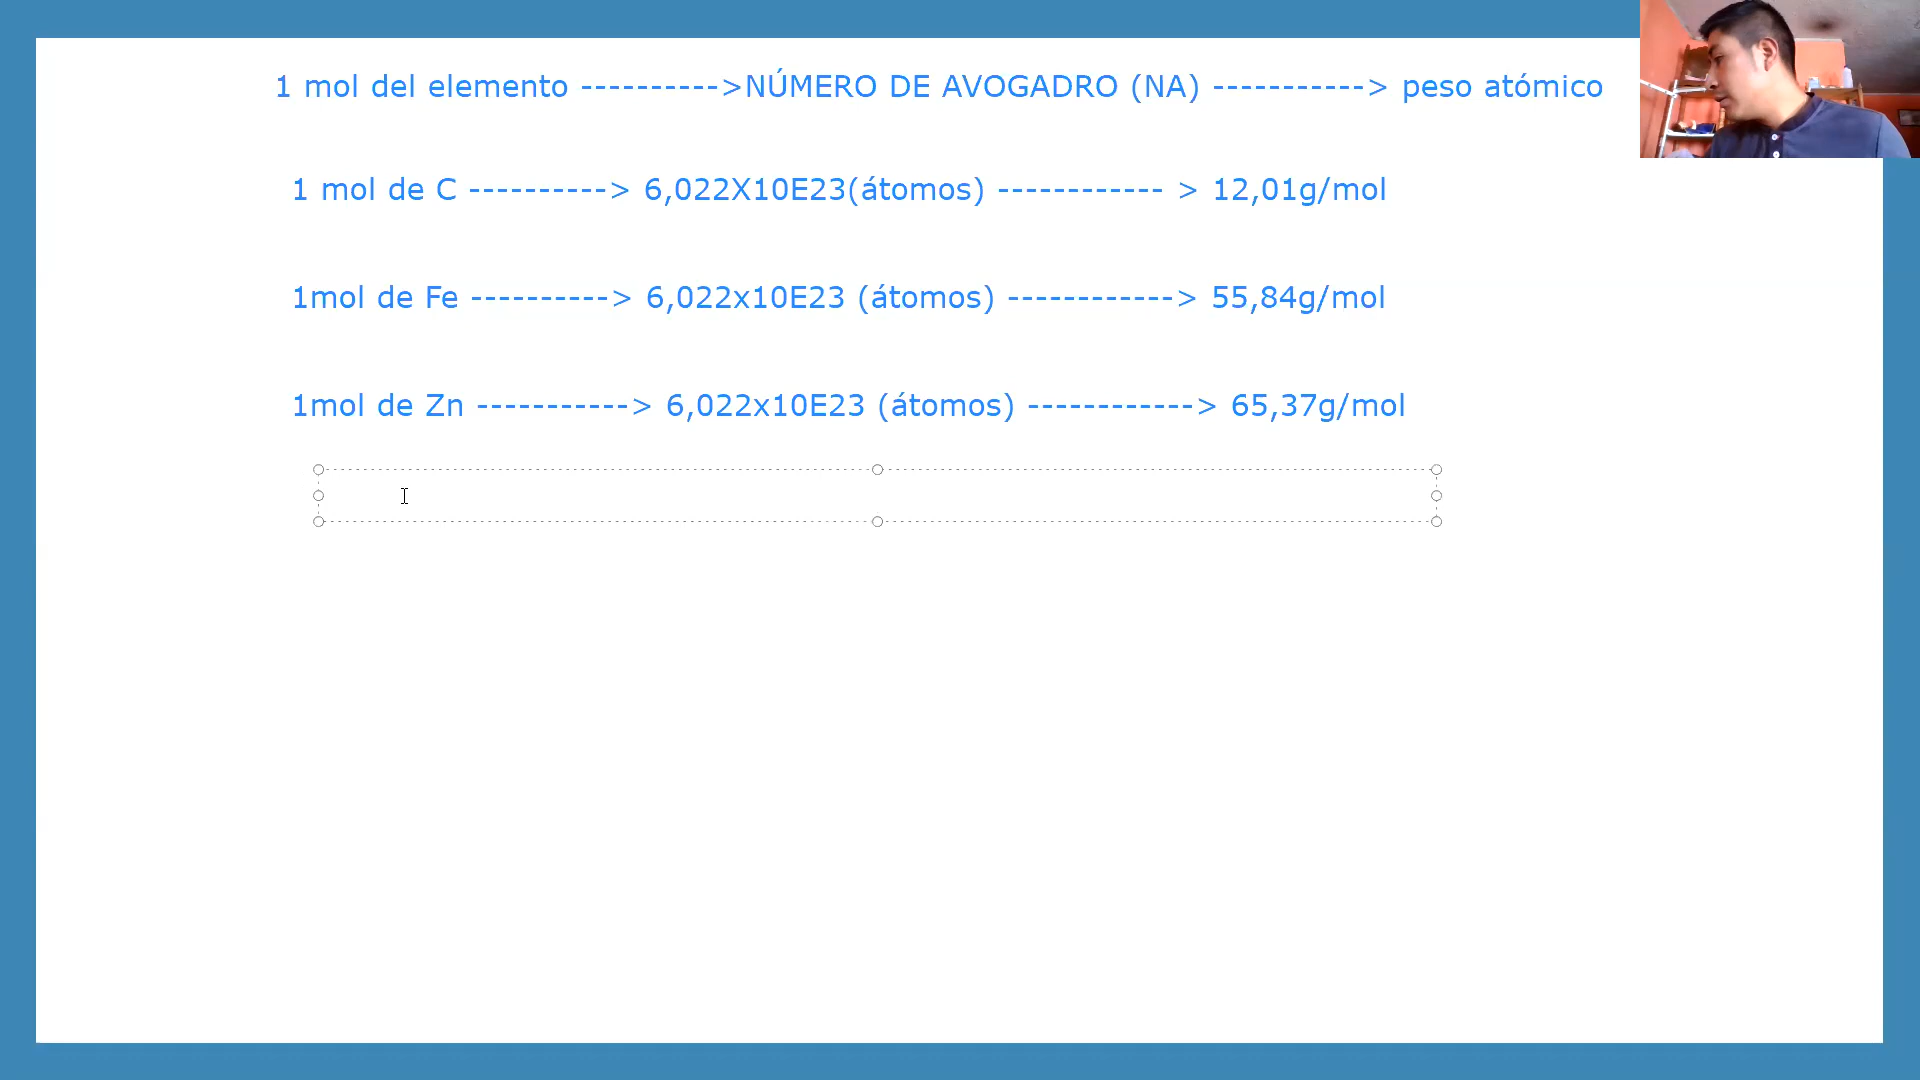 1 mol del elemento ---------->NÚMERO DE AVOGADRO (NA) -----------> peso atómico
1 mol de C ----------> 6,022X10E23(átomos) ------------ > 12,01g/mol
1mol de Fe ----------> 6,022x10E23 (átomos) ------------> 55,84g/mol
1mol de Zn -----------> 6,022x10E23 (átomos) ------------> 65,37g/mol